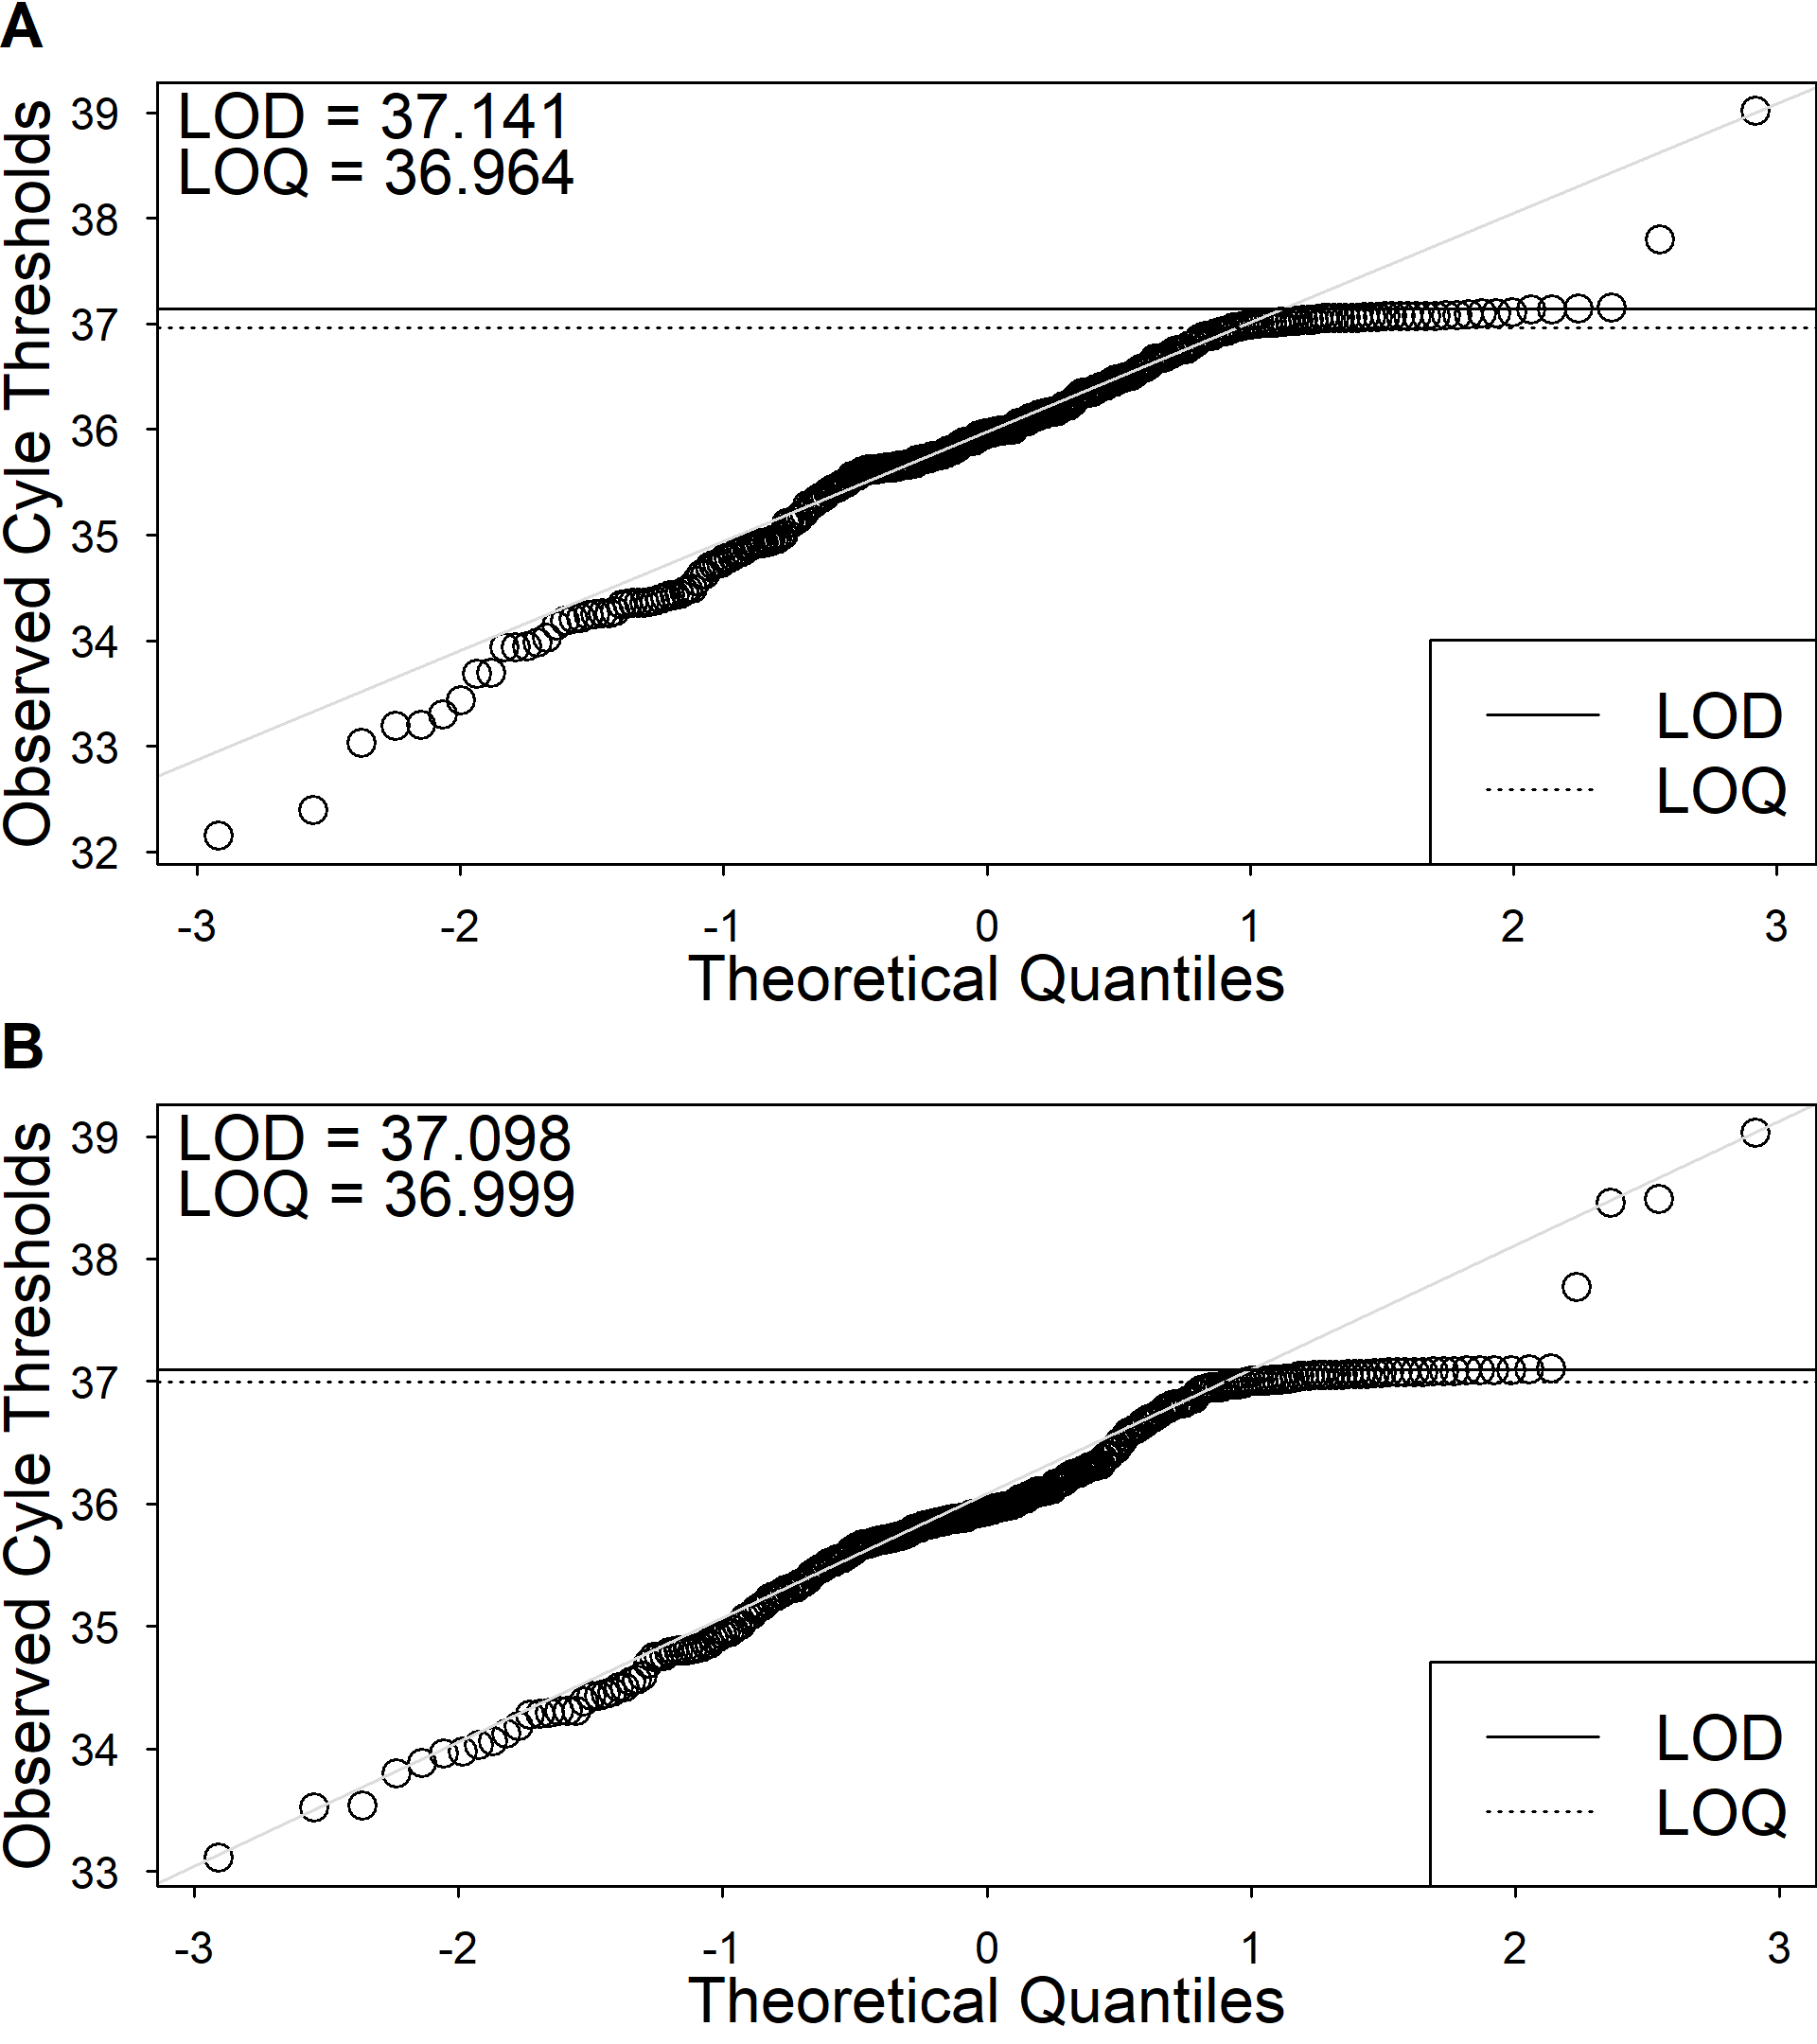 A
LOD = 37.141
LOQ = 36.964
Observed Cyle Thresholds
39
38
37
36
35
34
33
32
LOD
LOQ
-3 -2 -1 0 1 2 3
Theoretical Quantiles
B
LOD = 37.098
LOQ = 36.999
Observed Cyle Thresholds
39
38
37
36
35
34
33
LOD
LOQ
-3 -2 -1 0 1 2 3
Theoretical Quantiles